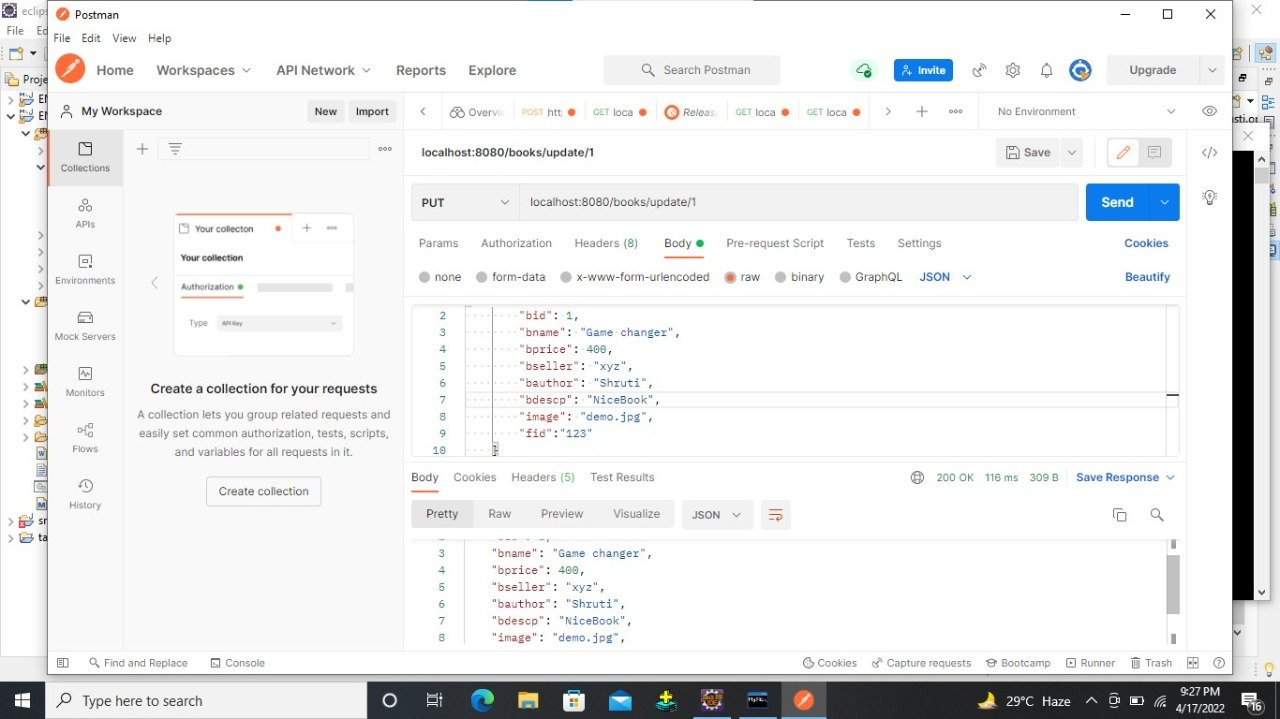 eclips
Postman
File Ed
File Edit View Help
Home Workspaces API Network Reports Explore Search Postman Invite Upgrade
Proje
My Workspace New Import
Overvi POST htt GET loca Releas GET loca GET loca No Environment
Collections
APIs
Environments
Mock Servers
Monitors
Flows
History
Your collecton
Your collection
Authorization
Type API Key
Create a collection for your requests
A collection lets you group related requests and
easily set common authorization, tests, scripts,
and variables for all requests in it.
Create collection
localhost:8080/books/update/1 Save
PUT localhost:8080/books/update/1 Send
Params Authorization Headers (8) Body Pre-request Script Tests Settings Cookies
none form-data x-www-form-urlencoded raw binary GraphQL JSON Beautify
2 "bid": 1,
3 "bname": "Game changer",
4 "bprice": 400,
5 "bseller": "xyz",
6 "bauthor": "Shruti",
7 "bdescp": "NiceBook",
8 "image": "demo.jpg",
9 "fid":"123"
10 }
Body Cookies Headers (5) Test Results 200 OK 116 ms 309 B Save Response
Pretty Raw Preview Visualize JSON
3 "bname": "Game changer",
4 "bprice": 400,
5 "bseller": "xyz",
6 "bauthor": "Shruti",
7 "bdescp": "NiceBook",
8 "image": "demo.jpg",
Find and Replace Console Cookies Capture requests Bootcamp Runner Trash
Type here to search 29°C Haze 9:27 PM
4/17/2022 16